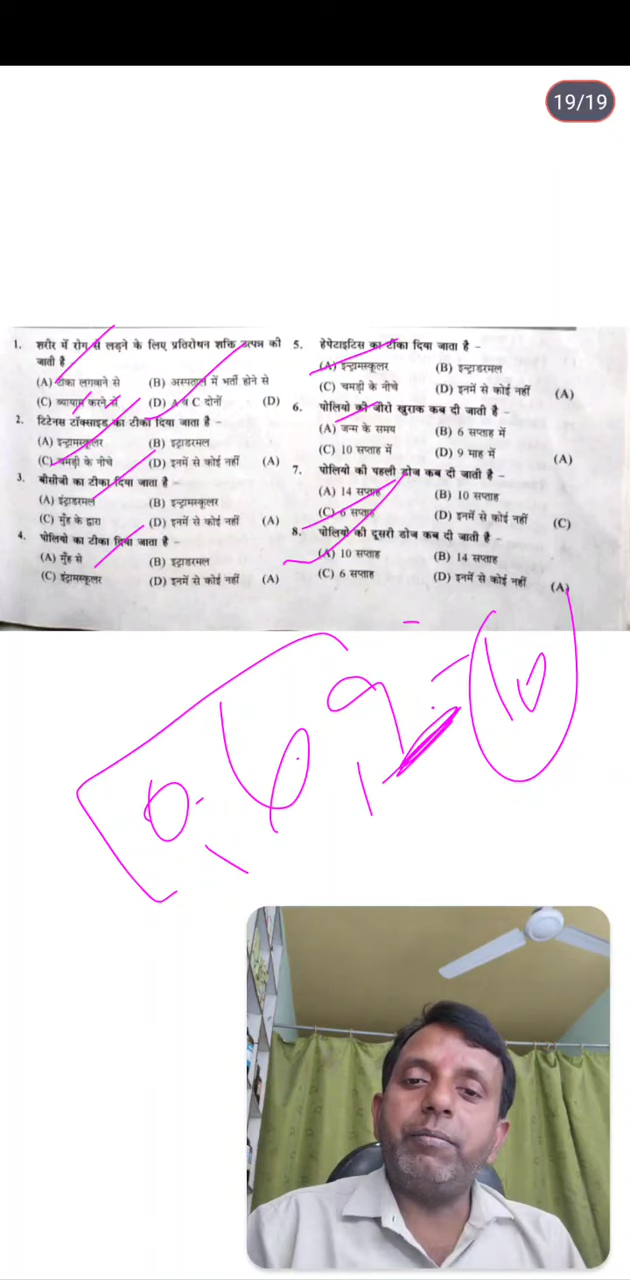 19/19
1. शरीर में रोग से लड़ने के लिए प्रतिरोधन शक्ति उत्पन्न की
जाती है
(A) टीका लगवाने से (B) अस्पताल में भर्ती होने से
(C) व्यायाम करने से (D) A व C दोनों (D)
2. टिटेनस टॉक्साइड का टीका दिया जाता है -
(A) इन्ट्रामस्कूलर (B) इट्राडरमल
(C) चमड़ी के नीचे (D) इनमें से कोई नहीं (A)
3. बीसीजी का टीका दिया जाता है -
(A) इंट्राडरमल (B) इन्ट्रामस्कूलर
(C) मुँह के द्वारा (D) इनमें से कोई नहीं (A)
4. पोलियो का टीका दिया जाता है -
(A) मुँह से (B) इट्राडरमल
(C) इंट्रामस्कूलर (D) इनमें से कोई नहीं (A)
5. हेपेटाइटिस का टीका दिया जाता है -
(A) इन्ट्रामस्कूलर (B) इन्ट्राडरमल
(C) चमड़ी के नीचे (D) इनमें से कोई नहीं (A)
6. पोलियो की जीरो खुराक कब दी जाती है -
(A) जन्म के समय (B) 6 सप्ताह में
(C) 10 सप्ताह में (D) 9 माह में (A)
7. पोलियो की पहली डोज कब दी जाती है -
(A) 14 सप्ताह (B) 10 सप्ताह
(C) 6 सप्ताह (D) इनमें से कोई नहीं (C)
8. पोलियो की दूसरी डोज कब दी जाती है -
(A) 10 सप्ताह (B) 14 सप्ताह
(C) 6 सप्ताह (D) इनमें से कोई नहीं (A)